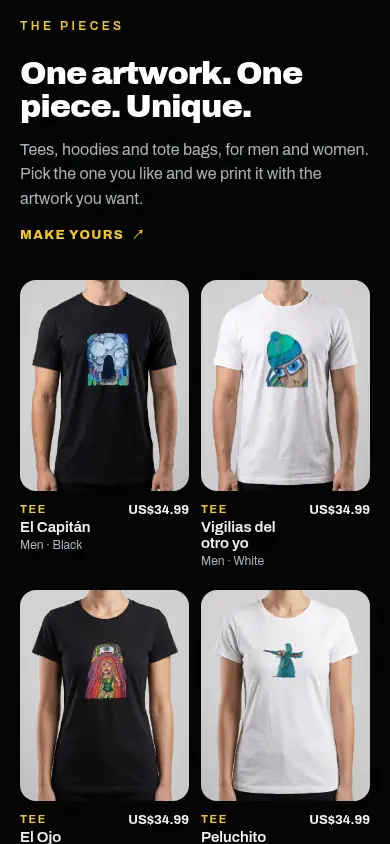 THE PIECES
One artwork. One
piece. Unique.
Tees, hoodies and tote bags, for men and women.
Pick the one you like and we print it with the
artwork you want.
MAKE YOURS ↗
TEE US$34.99
El Capitán
Men · Black
TEE US$34.99
Vigilias del
otro yo
Men · White
TEE US$34.99
El Ojo
TEE US$34.99
Peluchito